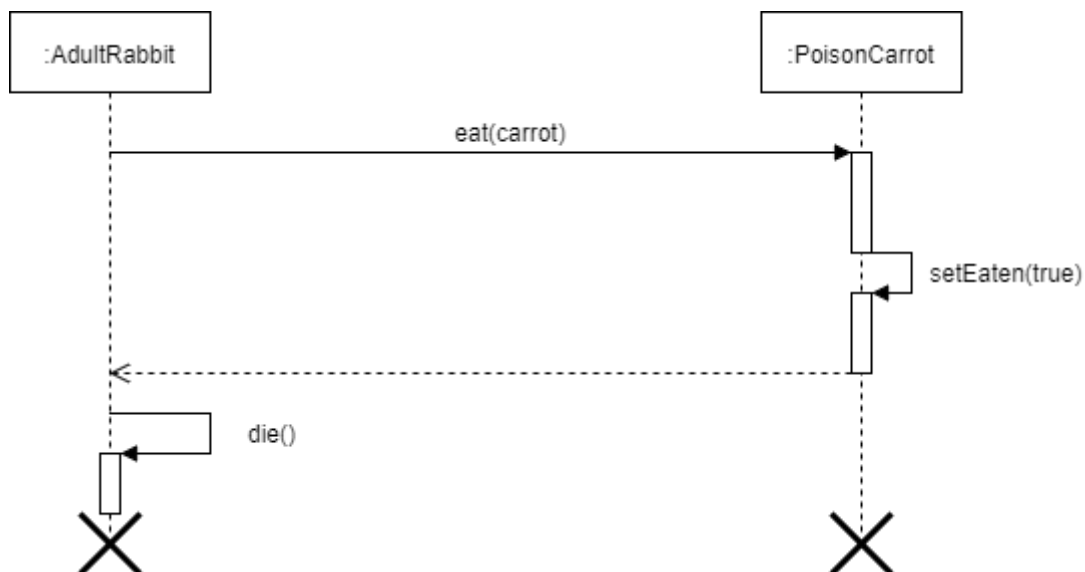 :AdultRabbit
:PoisonCarrot
eat(carrot)
setEaten(true)
die()